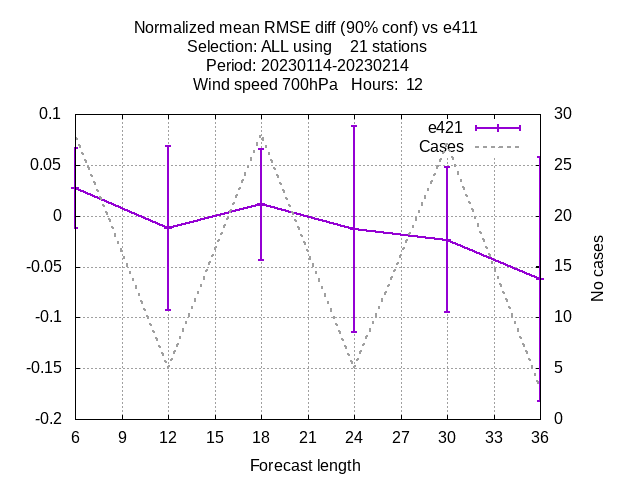 Normalized mean RMSE diff (90% conf) vs e411
Selection: ALL using    21 stations
Period: 20230114-20230214
Wind speed 700hPa   Hours:  12
e421
Cases
0.1
0.05
0
-0.05
-0.1
-0.15
-0.2
30
25
20
15
10
5
0
No cases
6 9 12 15 18 21 24 27 30 33 36
Forecast length